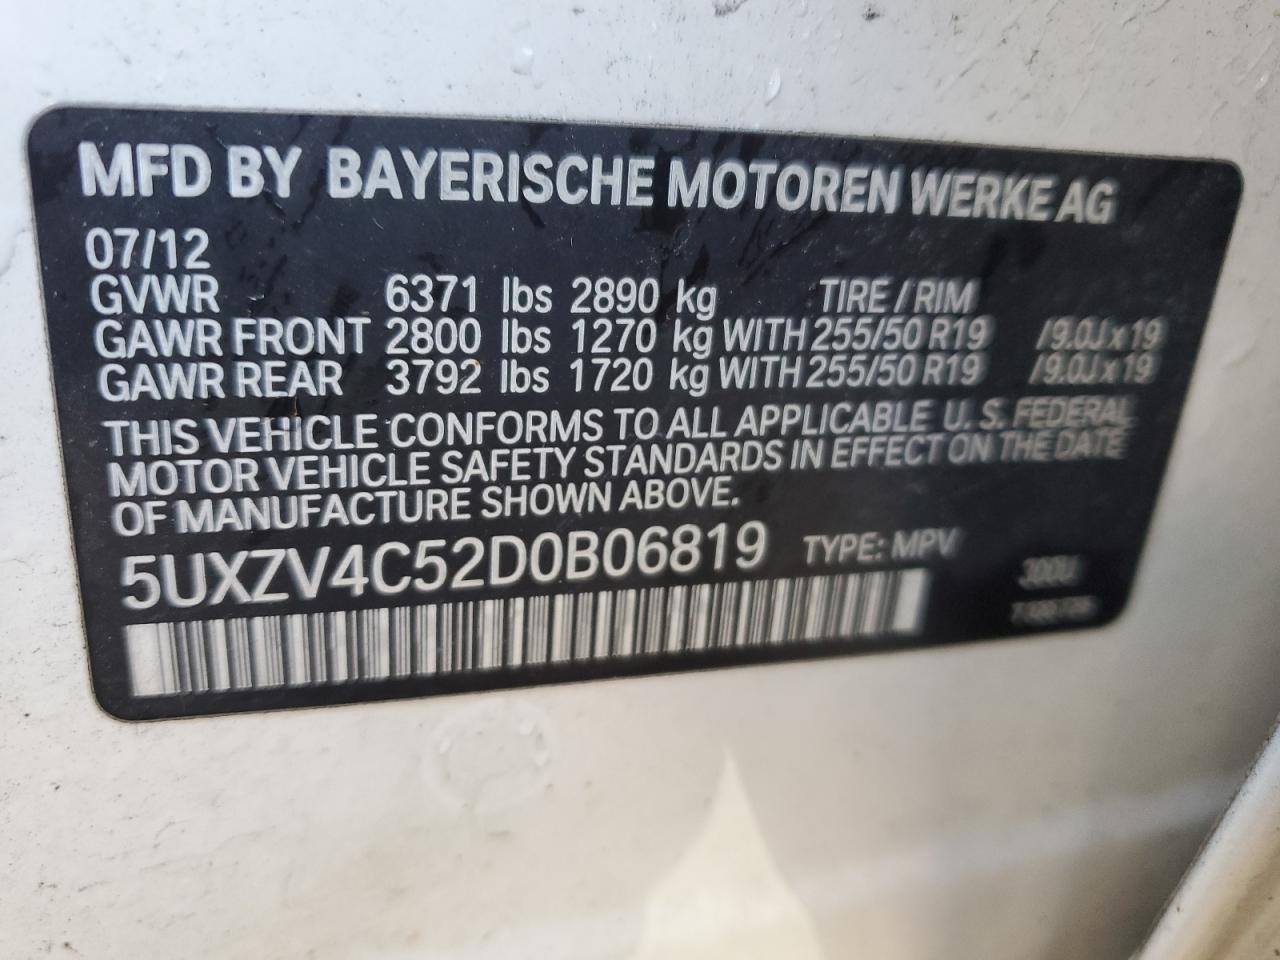 MFD BY BAYERISCHE MOTOREN WERKE AG
07/12
GVWR 6371 lbs 2890 kg TIRE / RIM
GAWR FRONT 2800 lbs 1270 kg WITH 255/50 R19 /9.0J x 19
GAWR REAR 3792 lbs 1720 kg WITH 255/50 R19 /9.0J x 19
THIS VEHICLE CONFORMS TO ALL APPLICABLE U. S. FEDERAL
MOTOR VEHICLE SAFETY STANDARDS IN EFFECT ON THE DATE
OF MANUFACTURE SHOWN ABOVE.
5UXZV4C52D0B06819 TYPE: MPV
300U